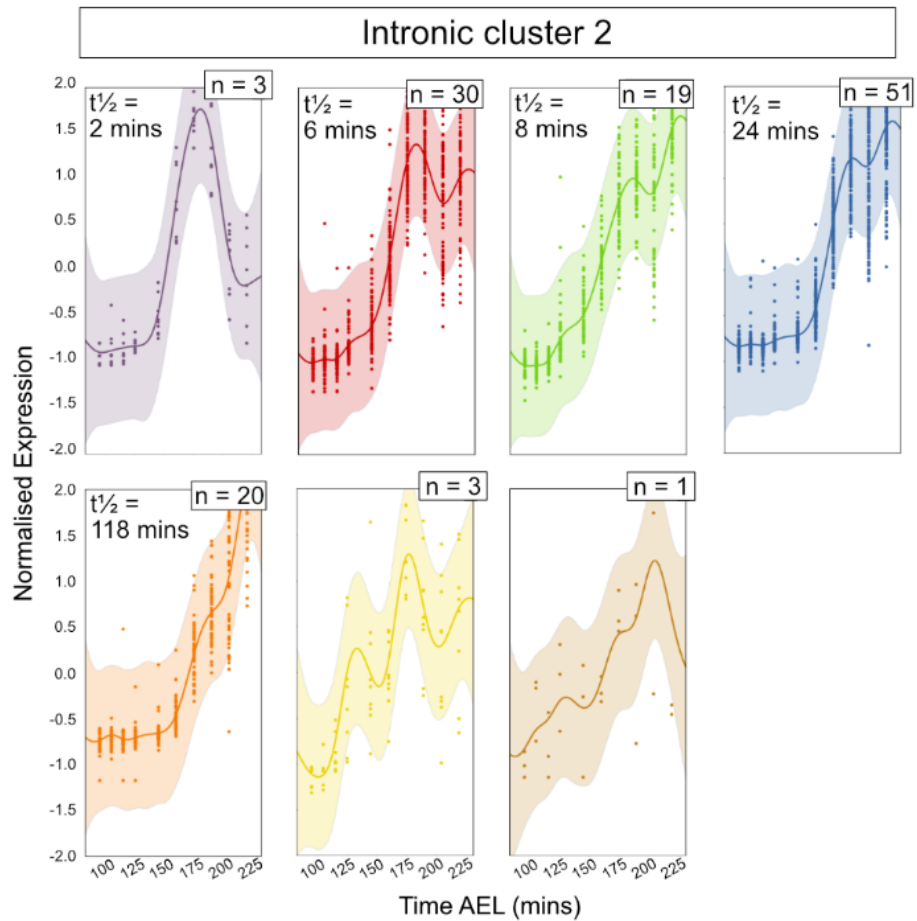 Intronic cluster 2
Normalised Expression
2.0
1.5
1.0
0.5
0.0
-0.5
-1.0
-1.5
-2.0
t½ =
2 mins
n = 3
t½ =
6 mins
n = 30
t½ =
8 mins
n = 19
t½ =
24 mins
n = 51
2.0
1.5
1.0
0.5
0.0
-0.5
-1.0
-1.5
-2.0
t½ =
118 mins
n = 20
n = 3
n = 1
100 125 150 175 200 225
100 125 150 175 200 225
100 125 150 175 200 225
Time AEL (mins)